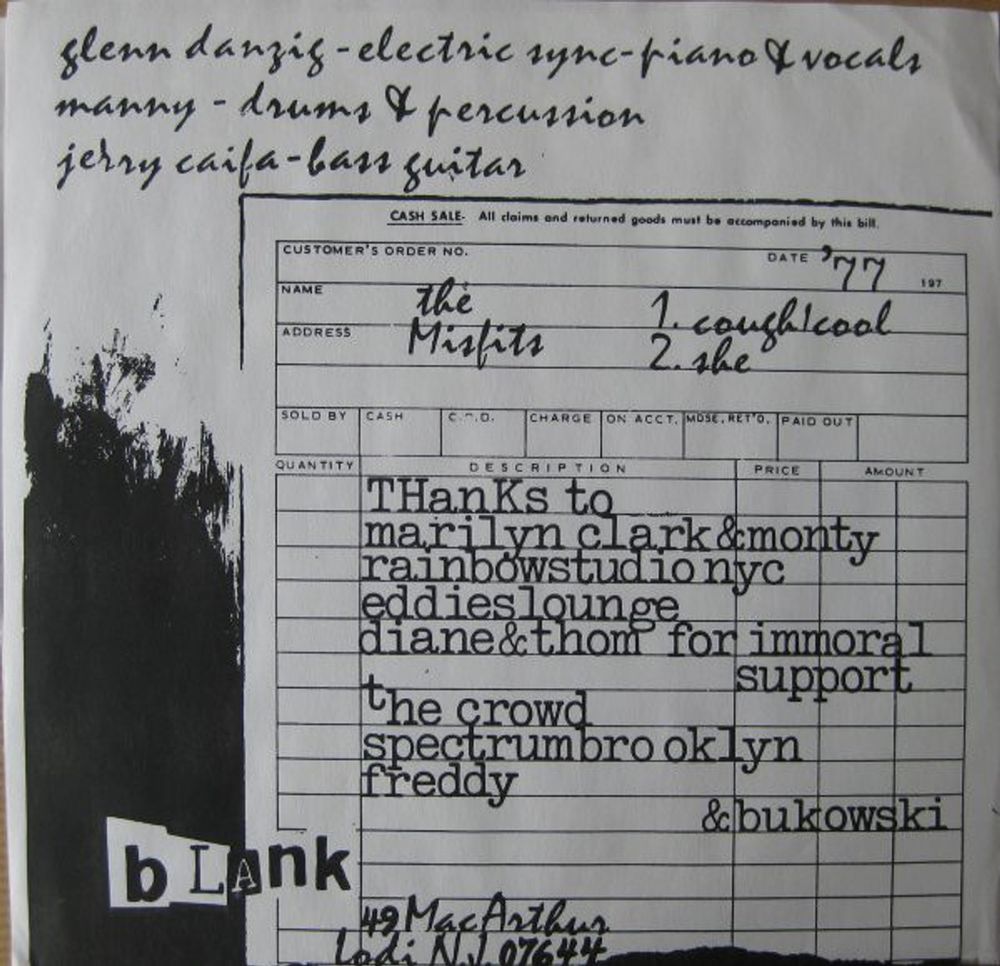 glenn danzig - electric sync-piano & vocals
manny - drums & percussion
jerry caifa - bass guitar
CASH SALE- All claims and returned goods must be accompanied by this bill.
CUSTOMER'S ORDER NO. DATE '77 197
NAME the 1. cough/cool
ADDRESS Misfits 2. she
SOLD BY CASH C.O.D. CHARGE ON ACCT. MDSE. RET'D. PAID OUT
QUANTITY DESCRIPTION PRICE AMOUNT
THanKs to
marilyn clark &monty
rainbowstudio nyc
eddieslounge
diane&thom for immoral
support
the crowd
spectrumbro oklyn
freddy
&bukowski
bLAnk
49 MacArthur
Lodi N.J. 07644